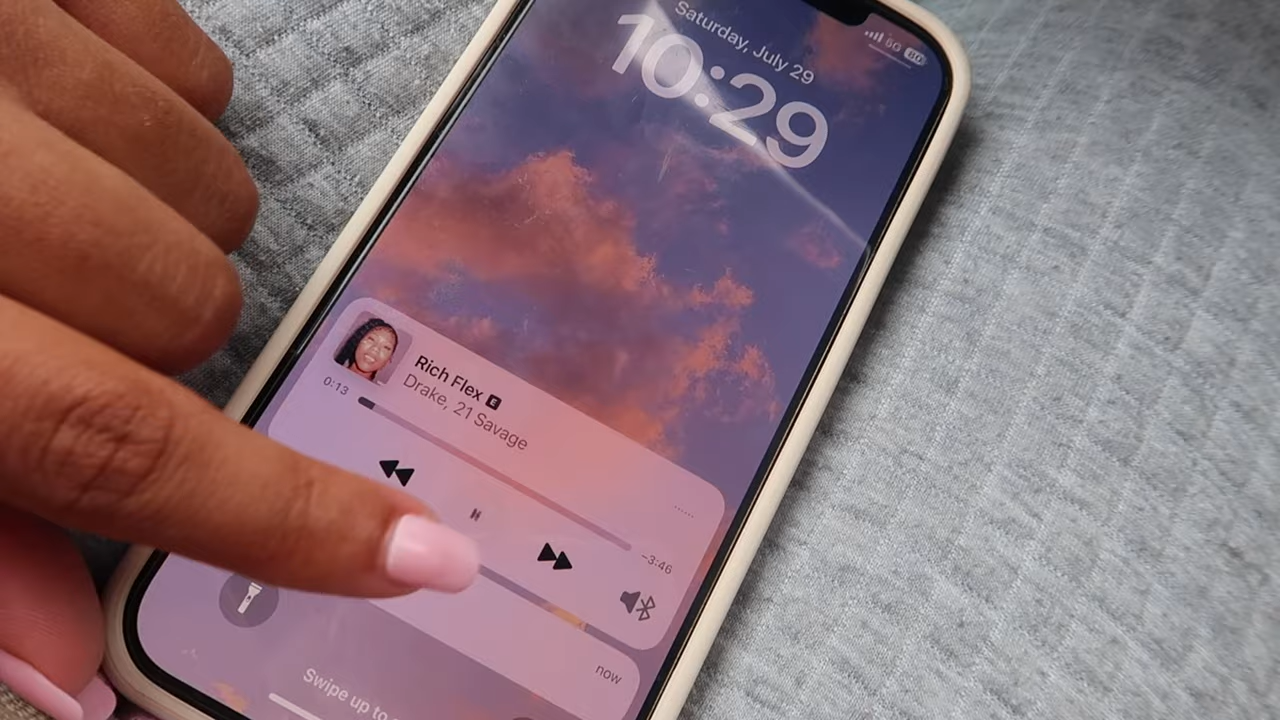 Saturday, July 29
5G 80
10:29
Rich Flex E
Drake, 21 Savage
0:13
-3:46
now
Swipe up to